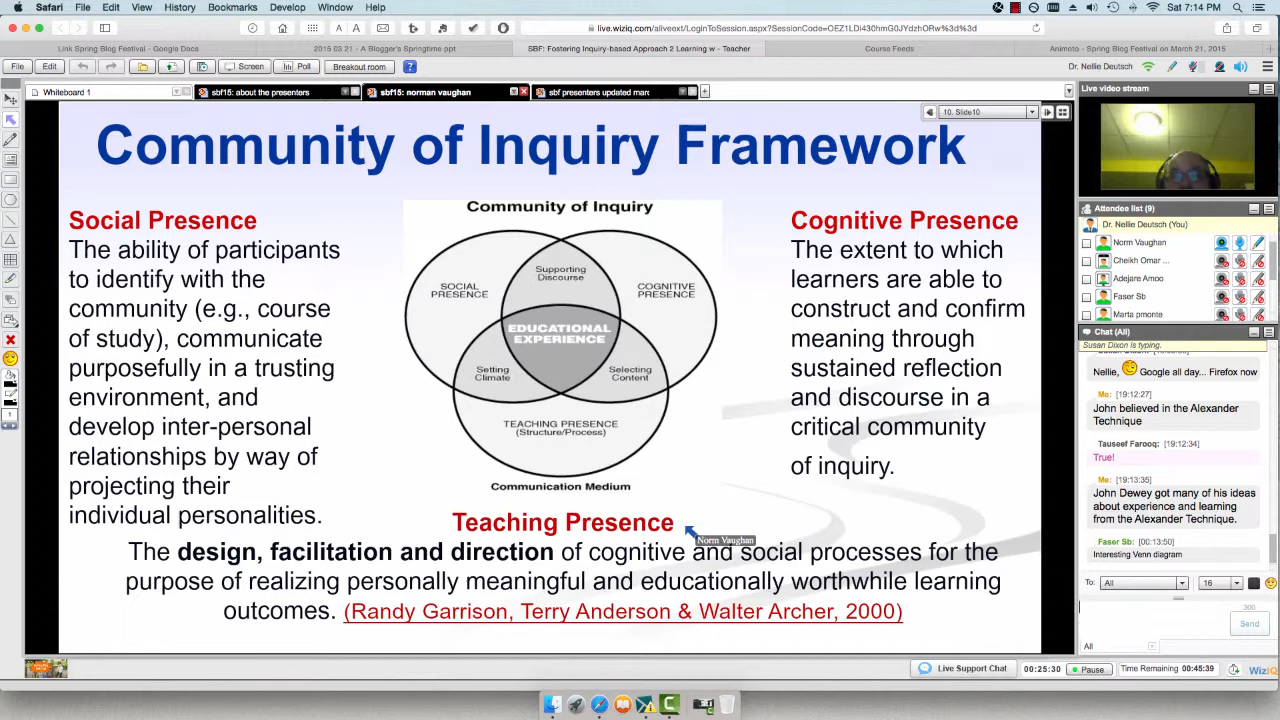 Safari File Edit View History Bookmarks Develop Window Help
Sat 7:14 PM
live.wiziq.com/aliveext/LoginToSession.aspx?SessionCode=OEZ1LDi430hmG0JYdzhORw%3d%3d
Link Spring Blog Festival - Google Docs
2015 03 21 - A Blogger's Springtime ppt
SBF: Fostering Inquiry-based Approach 2 Learning w - Teacher
Course Feeds
Animoto - Spring Blog Festival on March 21, 2015
File Edit Screen Poll Breakout room ?
Dr. Nellie Deutsch
Whiteboard 1
sbf15: about the presenters
sbf15: norman vaughan
sbf presenters updated marc
10. Slide10
Community of Inquiry Framework
Social Presence
The ability of participants
to identify with the
community (e.g., course
of study), communicate
purposefully in a trusting
environment, and
develop inter-personal
relationships by way of
projecting their
individual personalities.
Community of Inquiry
SOCIAL
PRESENCE
Supporting
Discourse
COGNITIVE
PRESENCE
EDUCATIONAL
EXPERIENCE
Setting
Climate
Selecting
Content
TEACHING PRESENCE
(Structure/Process)
Communication Medium
Cognitive Presence
The extent to which
learners are able to
construct and confirm
meaning through
sustained reflection
and discourse in a
critical community
of inquiry.
Teaching Presence
Norm Vaughan
The design, facilitation and direction of cognitive and social processes for the
purpose of realizing personally meaningful and educationally worthwhile learning
outcomes. (Randy Garrison, Terry Anderson & Walter Archer, 2000)
Live video stream
Attendee list (9)
Dr. Nellie Deutsch (You)
Norm Vaughan
Cheikh Omar ...
Adejare Amoo
Faser Sb
Marta pmonte
Chat (All)
Susan Dixon is typing.
Nellie, Google all day... Firefox now
Me: [19:12:27]
John believed in the Alexander
Technique
Tauseef Farooq: [19:12:34]
True!
Me: [19:13:35]
John Dewey got many of his ideas
about experience and learning
from the Alexander Technique.
Faser Sb: [00:13:50]
Interesting Venn diagram
To: All 16
300
Send
All
Live Support Chat
00:25:30
Pause
Time Remaining 00:45:39
WizIQ